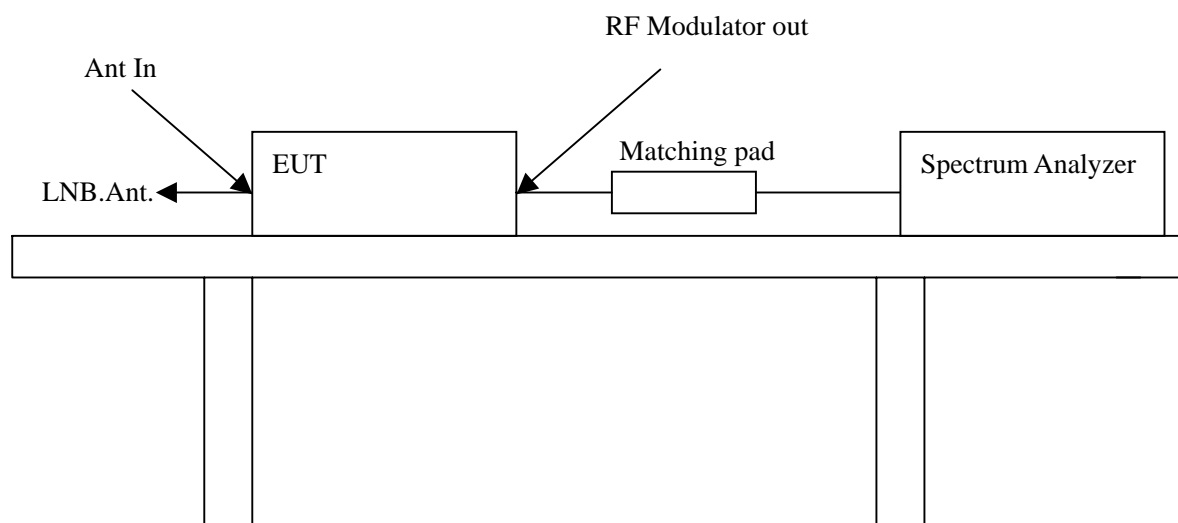 RF Modulator out
Ant In
EUT
Matching pad
Spectrum Analyzer
LNB.Ant.